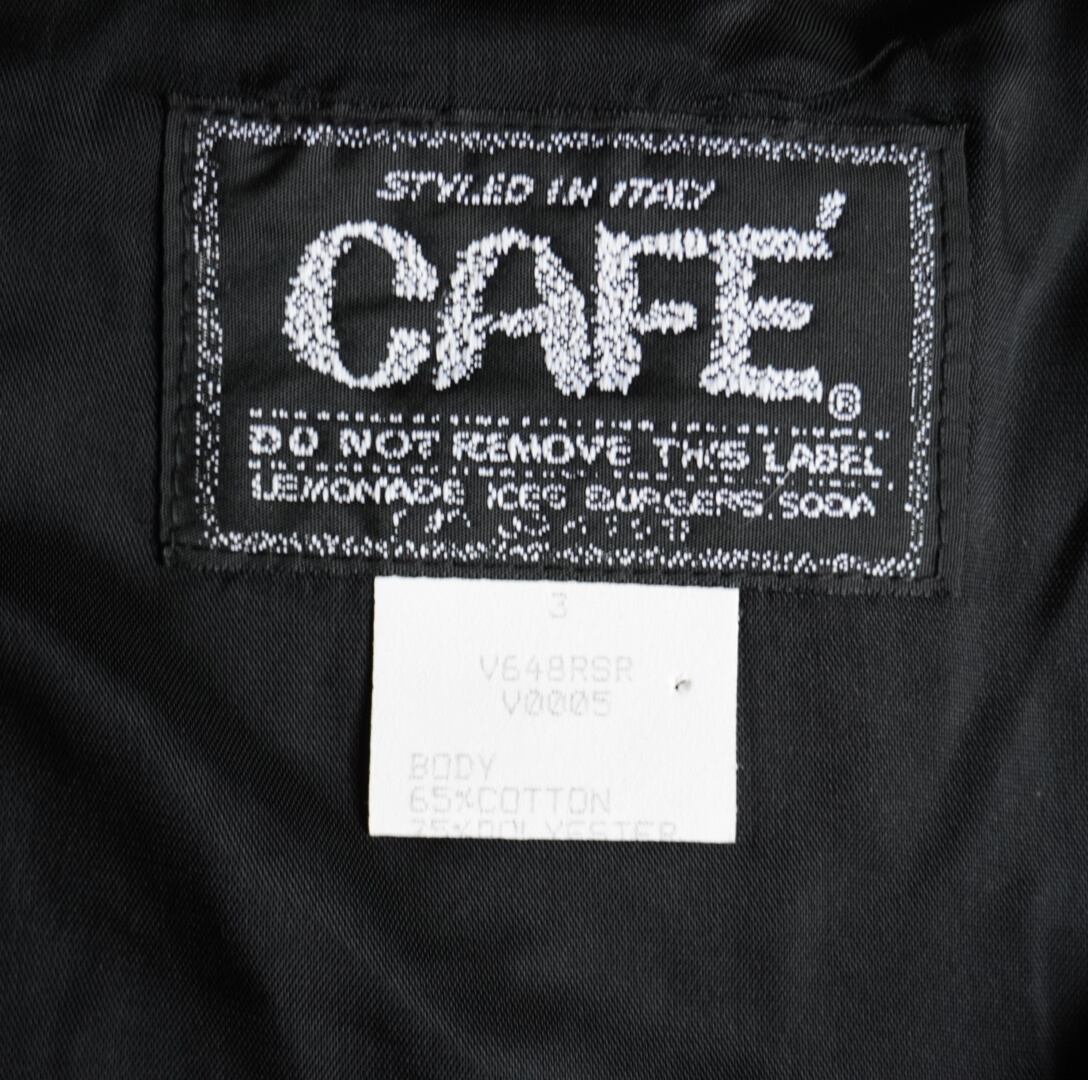 STYLED IN ITALY
CAFÉ®
DO NOT REMOVE THIS LABEL
LEMONADE ICES BURGERS, SODA
3
V648RSR
V0005
BODY
65%COTTON
POLYESTER